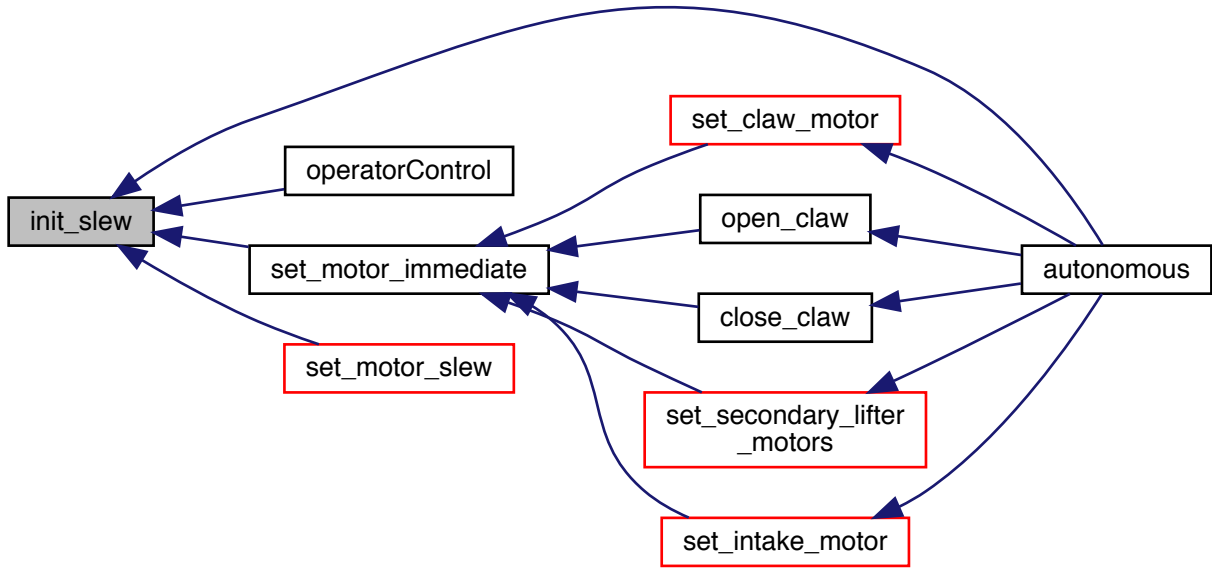 init_slew
operatorControl
set_motor_immediate
set_motor_slew
set_claw_motor
open_claw
close_claw
set_secondary_lifter
_motors
set_intake_motor
autonomous